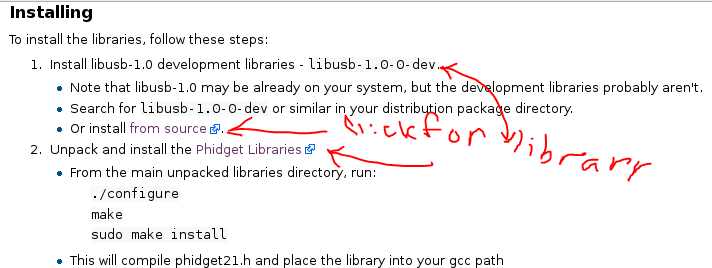 Installing
To install the libraries, follow these steps:
1. Install libusb-1.0 development libraries - libusb-1.0-0-dev.
Note that libusb-1.0 may be already on your system, but the development libraries probably aren't.
Search for libusb-1.0-0-dev or similar in your distribution package directory.
Or install from source.
click for library
2. Unpack and install the Phidget Libraries
From the main unpacked libraries directory, run:
./configure
make
sudo make install
This will compile phidget21.h and place the library into your gcc path